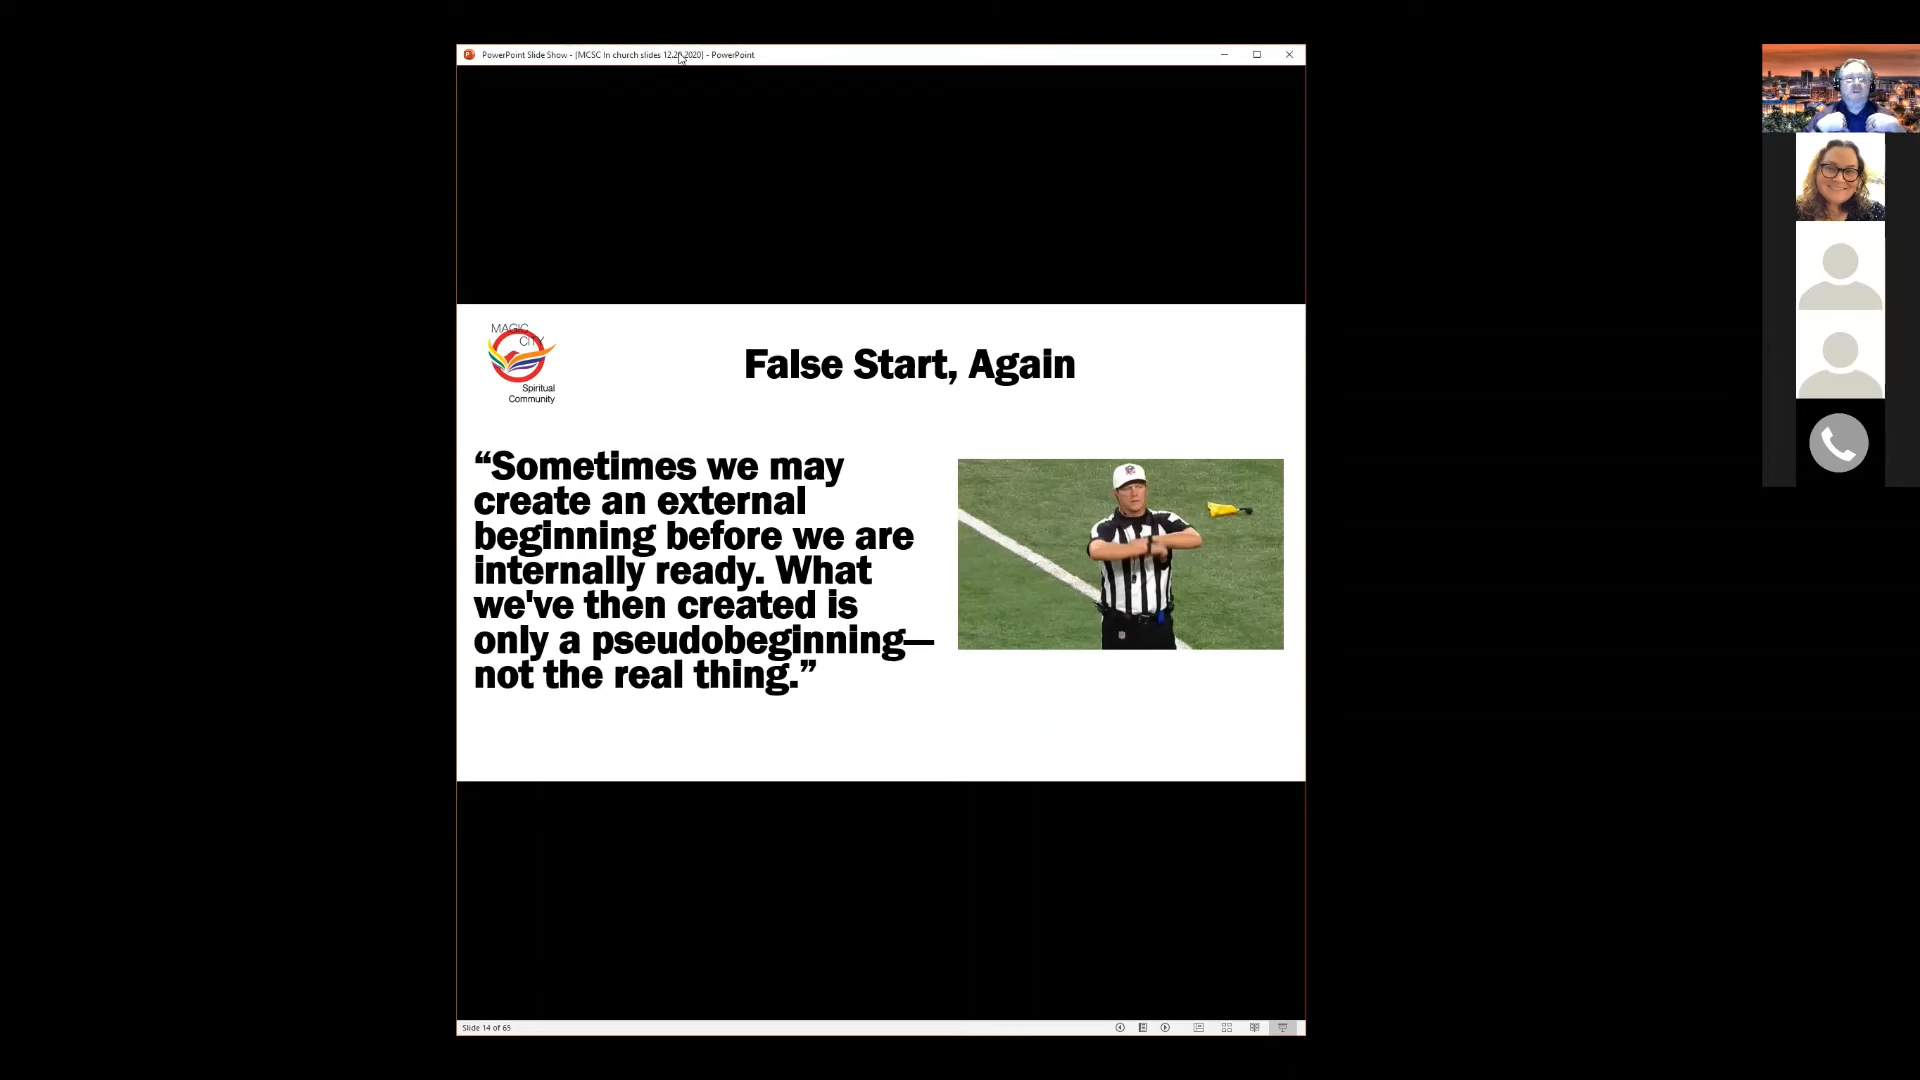 PowerPoint Slide Show - [MCSC In church slides 12.20.2020] - PowerPoint
MAGIC
CITY
Spiritual
Community
False Start, Again
“Sometimes we may
create an external
beginning before we are
internally ready. What
we've then created is
only a pseudobeginning—
not the real thing.”
Slide 14 of 65